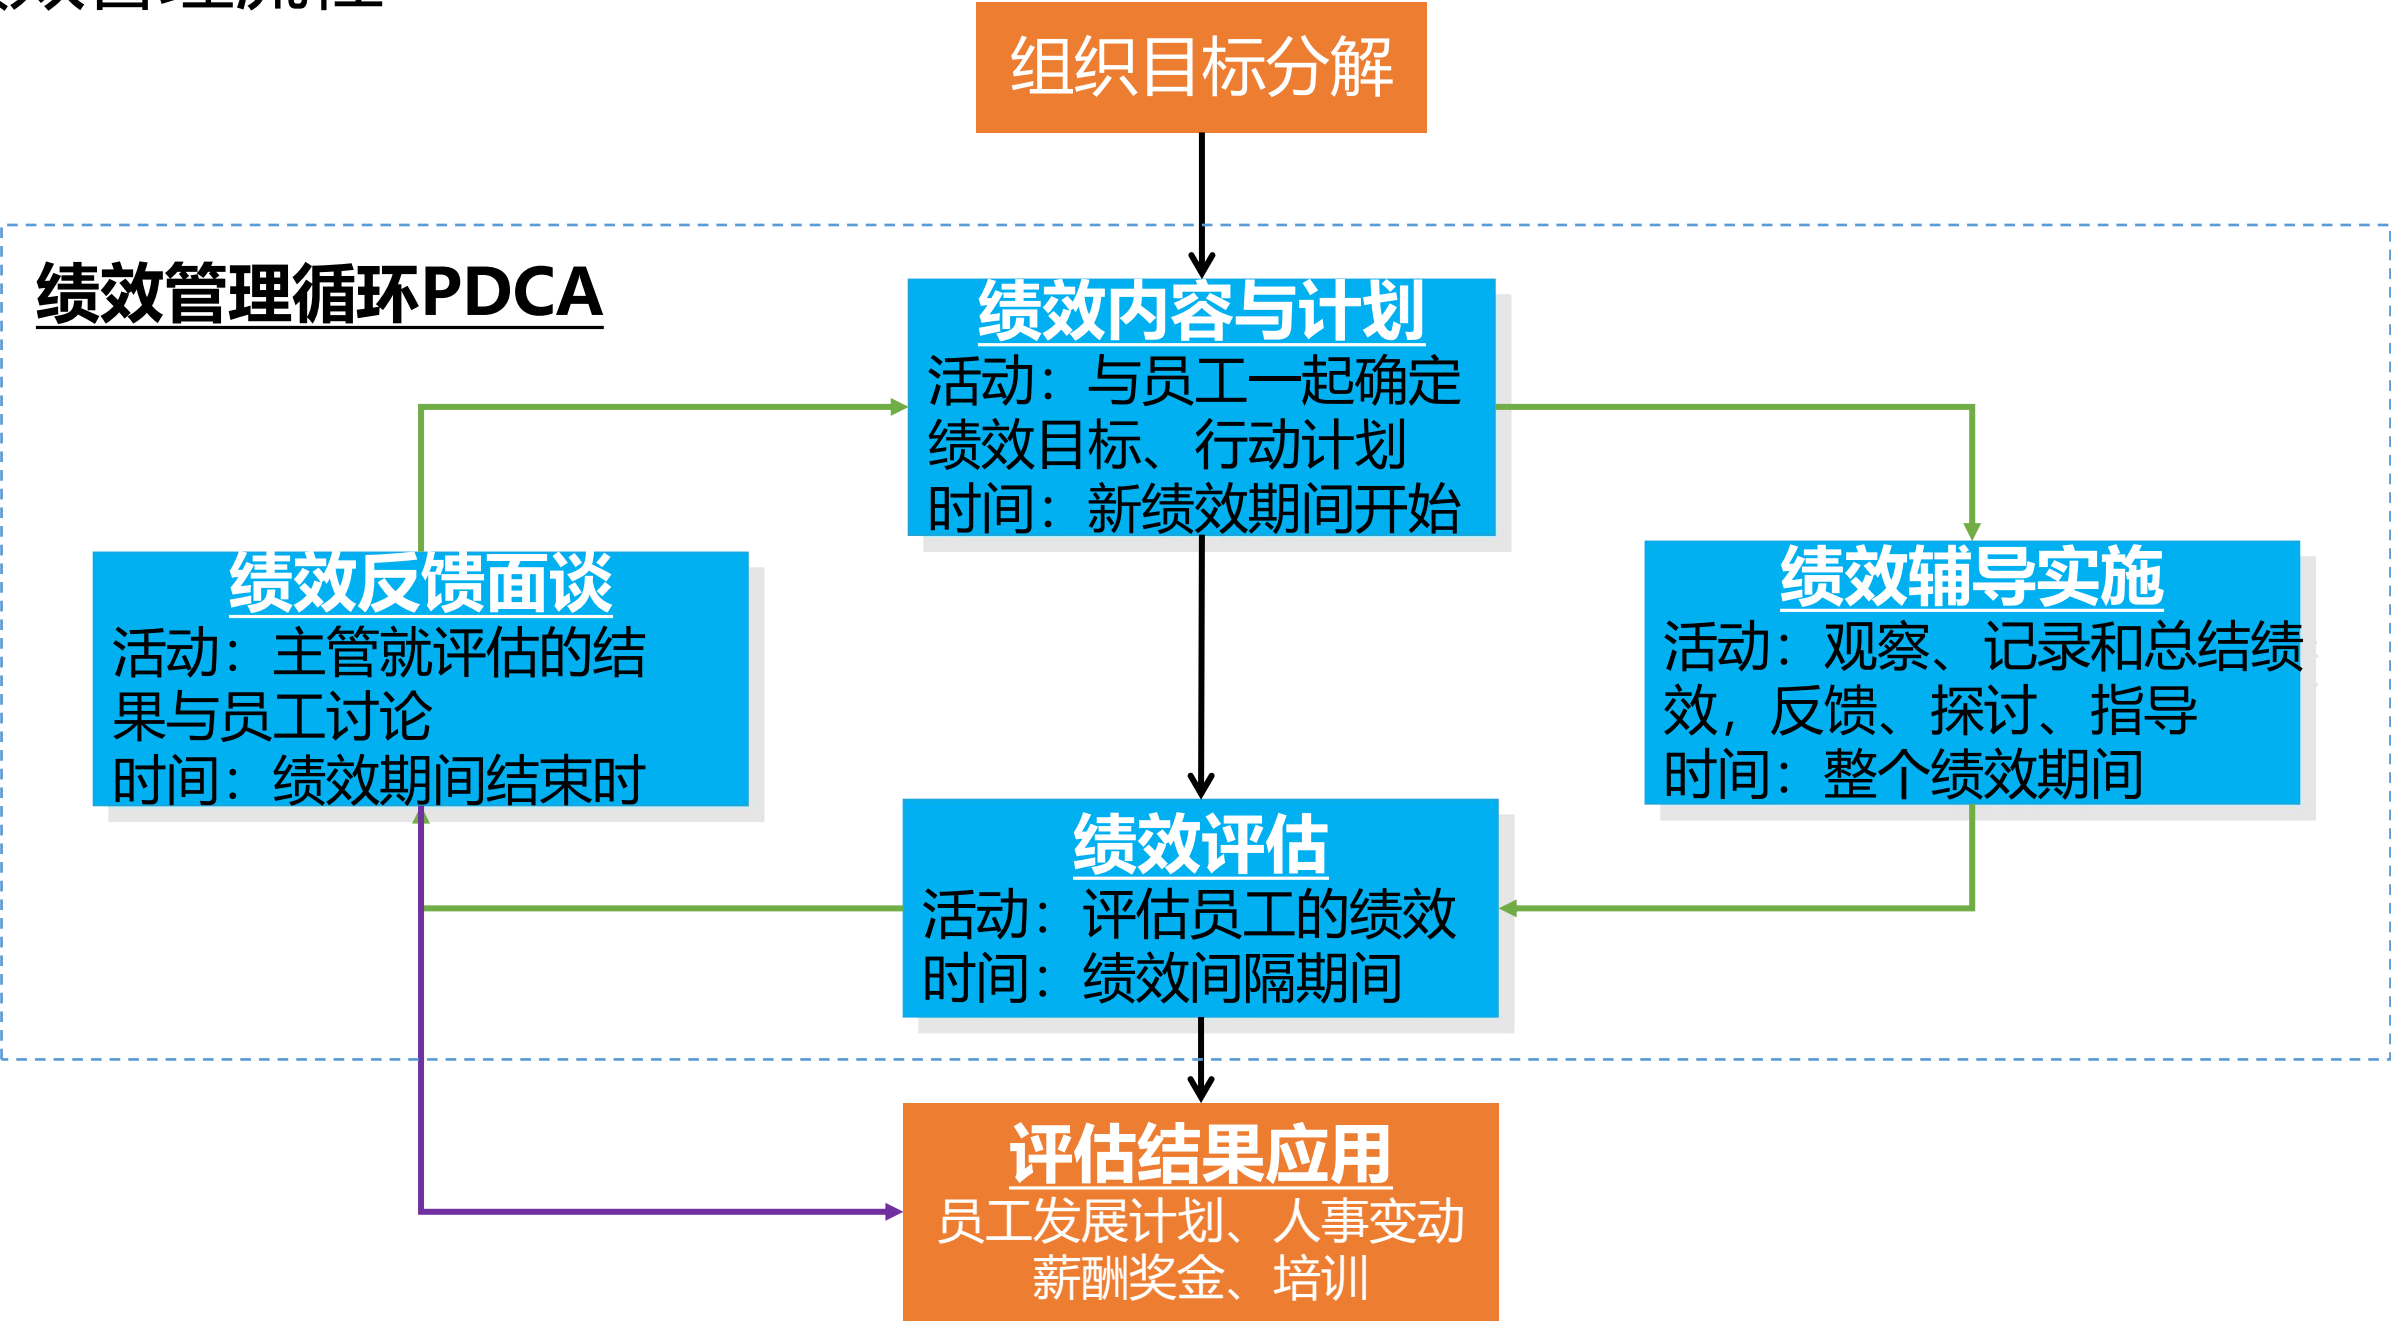 绩效管理流程
组织目标分解
绩效管理循环PDCA
绩效内容与计划
活动：与员工一起确定
绩效目标、行动计划
时间：新绩效期间开始
绩效反馈面谈
活动：主管就评估的结
果与员工讨论
时间：绩效期间结束时
绩效辅导实施
活动：观察、记录和总结绩
效，反馈、探讨、指导
时间：整个绩效期间
绩效评估
活动：评估员工的绩效
时间：绩效间隔期间
评估结果应用
员工发展计划、人事变动
薪酬奖金、培训